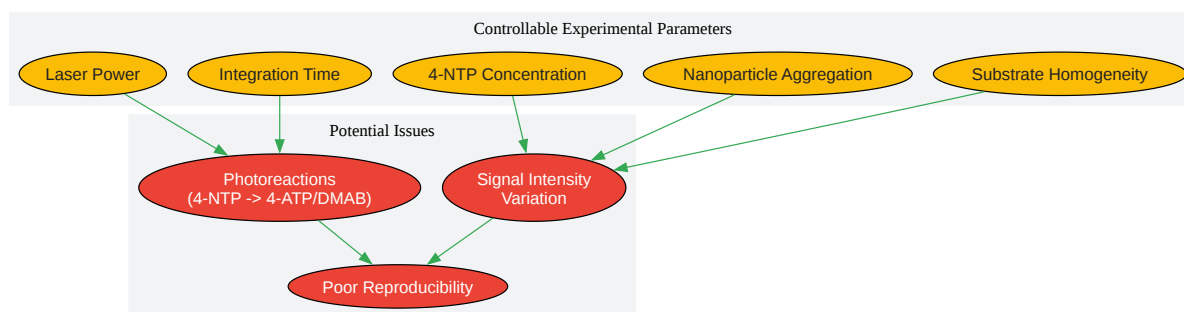 Controllable Experimental Parameters
Laser Power
Integration Time
4-NTP Concentration
Nanoparticle Aggregation
Substrate Homogeneity
Potential Issues
Photoreactions
(4-NTP -> 4-ATP/DMAB)
Signal Intensity
Variation
Poor Reproducibility